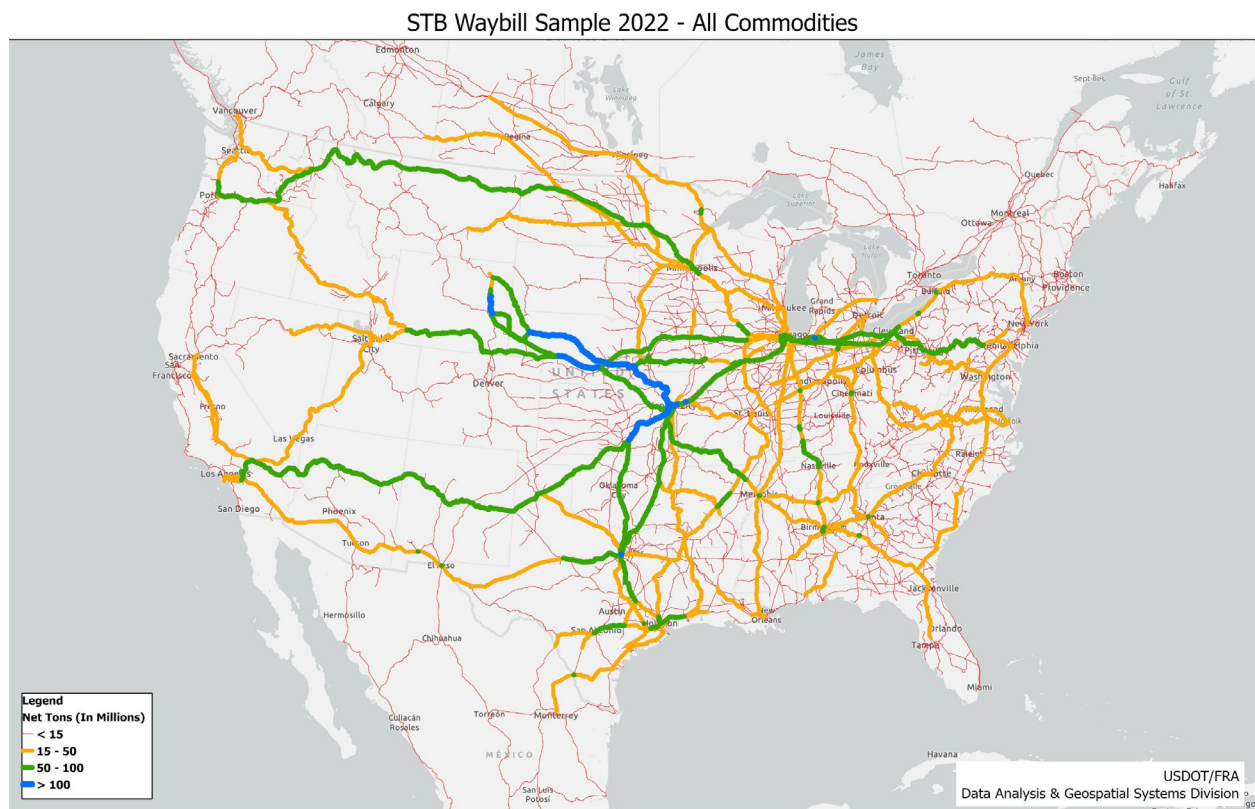 STB Waybill Sample 2022 - All Commodities
Edmonton
James
Bay
Lake
Winnipeg
Sept-Îles
Gulf
of St.
Lawrence
Calgary
Vancouver
Regina
Winnipeg
Seattle
Quebec
Halifax
Portland
Lake
Superior
Montreal
Ottawa
Lake
Huron
Minneapolis
Toronto
Boston
Albany
Providence
Buffalo
Milwaukee
Grand
Rapids
Detroit
Chicago
Cleveland
New York
Salt Lake
City
Sacramento
San
Francisco
Philadelphia
Denver
UNITED
STATES
Columbus
Washington
Indianapolis
Cincinnati
Kansas City
St. Louis
Louisville
Richmond
Norfolk
Fresno
Las Vegas
Nashville
Knoxville
Raleigh
Charlotte
Greenville
Los Angeles
Oklahoma
City
Memphis
San Diego
Phoenix
Atlanta
Birmingham
Tucson
El Paso
Dallas
Jacksonville
Hermosillo
Austin
New
Orleans
Chihuahua
San Antonio
Houston
Orlando
Tampa
Miami
Culiacán
Rosales
Torreón
Monterrey
MÉXICO
Havana
San Luis
Potosí
Legend
Net Tons (In Millions)
< 15
15 - 50
50 - 100
> 100
USDOT/FRA
Data Analysis & Geospatial Systems Division